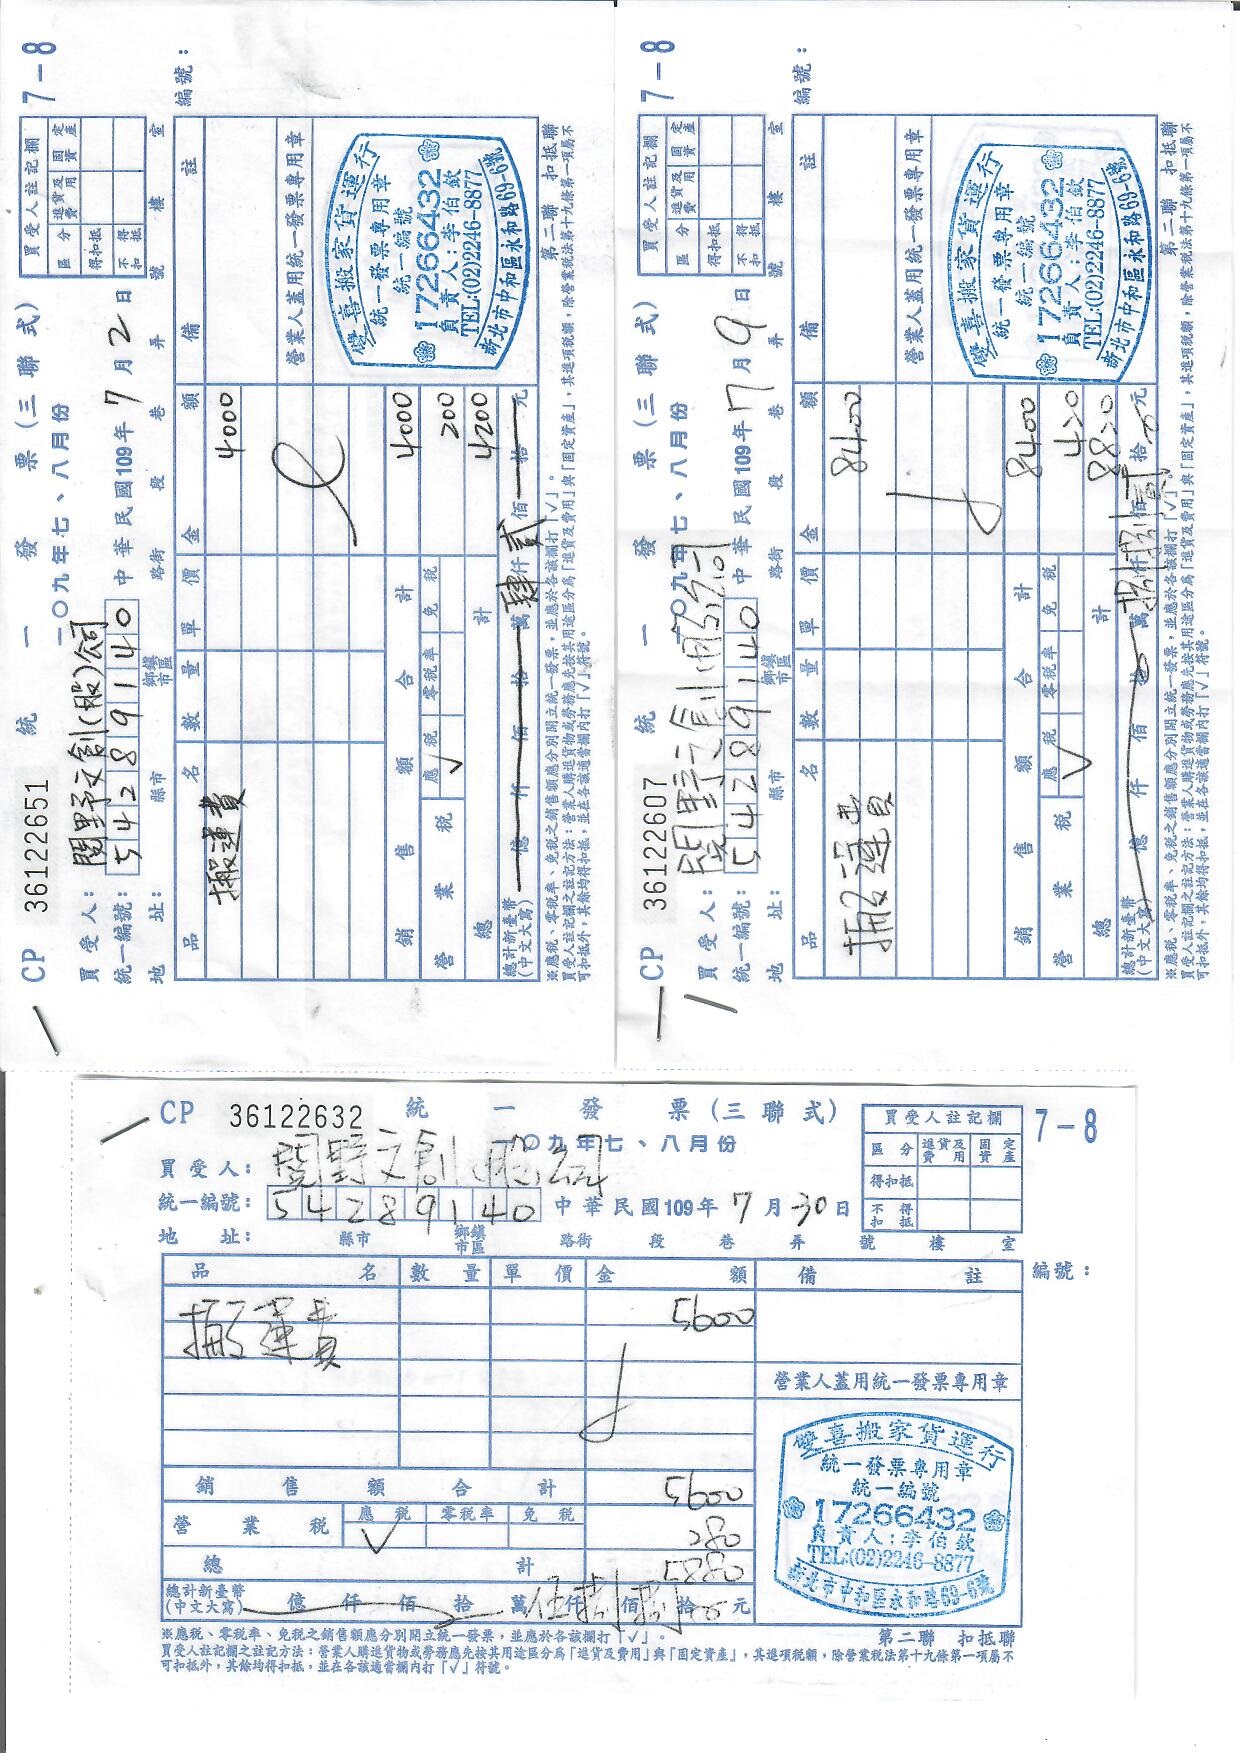 CP 36122651 統一發票(三聯式) 7-8
一〇九年七、八月份
買受人:閱野文創(股)公司
統一編號:54289140 中華民國109年7月2日
地址: 縣市 鄉鎮市區 路街 段 巷 弄 號 樓 室
買受人註記欄
區分 進貨及費用 固定資產
得扣抵
不得扣抵
編號:
品名 數量 單價 金額 備註
搬運費 4000
營業人蓋用統一發票專用章
銷售額合計 4000
營業稅 應稅 ✓ 零稅率 免稅 200
總計 4200
總計新臺幣(中文大寫) 億 仟 佰 拾 萬 肆仟 貳佰 拾 元
雙喜搬家貨運行
統一發票專用章
統一編號
17266432
負責人:李伯欽
TEL:(02)2246-8877
新北市中和區永和路69-6號
第二聯 扣抵聯
※應稅、零稅率、免稅之銷售額應分別開立統一發票,並應於各該欄打「✓」。
買受人註記欄之註記方法:營業人購進貨物或勞務應先按其用途區分為「進貨及費用」與「固定資產」,其進項稅額,除營業稅法第十九條第一項屬不
可扣抵外,其餘均得扣抵,並在各該適當欄內打「✓」符號。
CP 36122607 統一發票(三聯式) 7-8
一〇九年七、八月份
買受人:閱野文創股公司
統一編號:54289140 中華民國109年7月9日
地址: 縣市 鄉鎮市區 路街 段 巷 弄 號 樓 室
買受人註記欄
區分 進貨及費用 固定資產
得扣抵
不得扣抵
編號:
品名 數量 單價 金額 備註
搬運費 8400
營業人蓋用統一發票專用章
銷售額合計 8400
營業稅 應稅 ✓ 零稅率 免稅 420
總計 8820
總計新臺幣(中文大寫) 億 仟 佰 拾 萬 捌仟 捌佰 貳拾 0元
雙喜搬家貨運行
統一發票專用章
統一編號
17266432
負責人:李伯欽
TEL:(02)2246-8877
新北市中和區永和路69-6號
第二聯 扣抵聯
※應稅、零稅率、免稅之銷售額應分別開立統一發票,並應於各該欄打「✓」。
買受人註記欄之註記方法:營業人購進貨物或勞務應先按其用途區分為「進貨及費用」與「固定資產」,其進項稅額,除營業稅法第十九條第一項屬不
可扣抵外,其餘均得扣抵,並在各該適當欄內打「✓」符號。
CP 36122632 統一發票(三聯式) 7-8
一〇九年七、八月份
買受人:閱野文創股公司
統一編號:54289140 中華民國109年7月30日
地址: 縣市 鄉鎮市區 路街 段 巷 弄 號 樓 室
買受人註記欄
區分 進貨及費用 固定資產
得扣抵
不得扣抵
編號:
品名 數量 單價 金額 備註
搬運費 5600
營業人蓋用統一發票專用章
銷售額合計 5600
營業稅 應稅 ✓ 零稅率 免稅 280
總計 5880
總計新臺幣(中文大寫) 億 仟 佰 拾 萬 伍仟 捌佰 捌拾 0元
雙喜搬家貨運行
統一發票專用章
統一編號
17266432
負責人:李伯欽
TEL:(02)2246-8877
新北市中和區永和路69-6號
第二聯 扣抵聯
※應稅、零稅率、免稅之銷售額應分別開立統一發票,並應於各該欄打「✓」。
買受人註記欄之註記方法:營業人購進貨物或勞務應先按其用途區分為「進貨及費用」與「固定資產」,其進項稅額,除營業稅法第十九條第一項屬不
可扣抵外,其餘均得扣抵,並在各該適當欄內打「✓」符號。